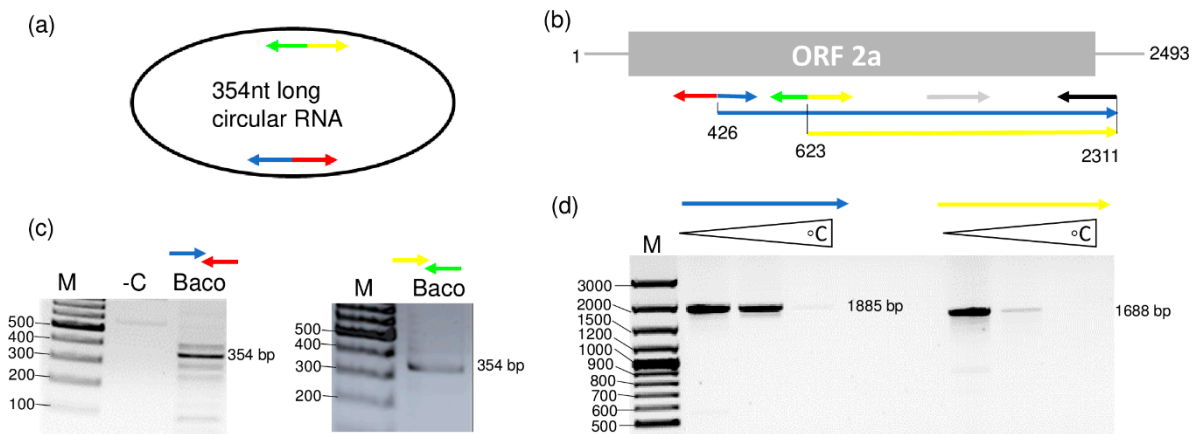 (a)
354nt long
circular RNA
(b)
1
ORF 2a
2493
426
623
2311
(c)
M
-C
Baco
500
400
300
200
100
354 bp
M
Baco
500
400
300
200
354 bp
(d)
°C
°C
M
3000
2000
1500
1200
1000
900
800
700
600
500
1885 bp
1688 bp